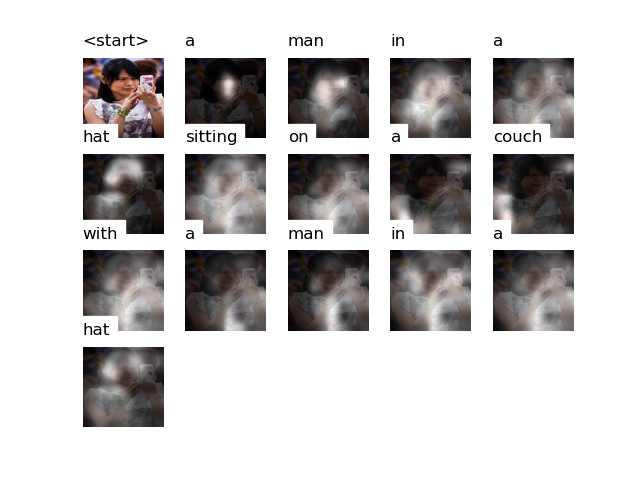 <start> a man in a
hat sitting on a couch
with a man in a
hat